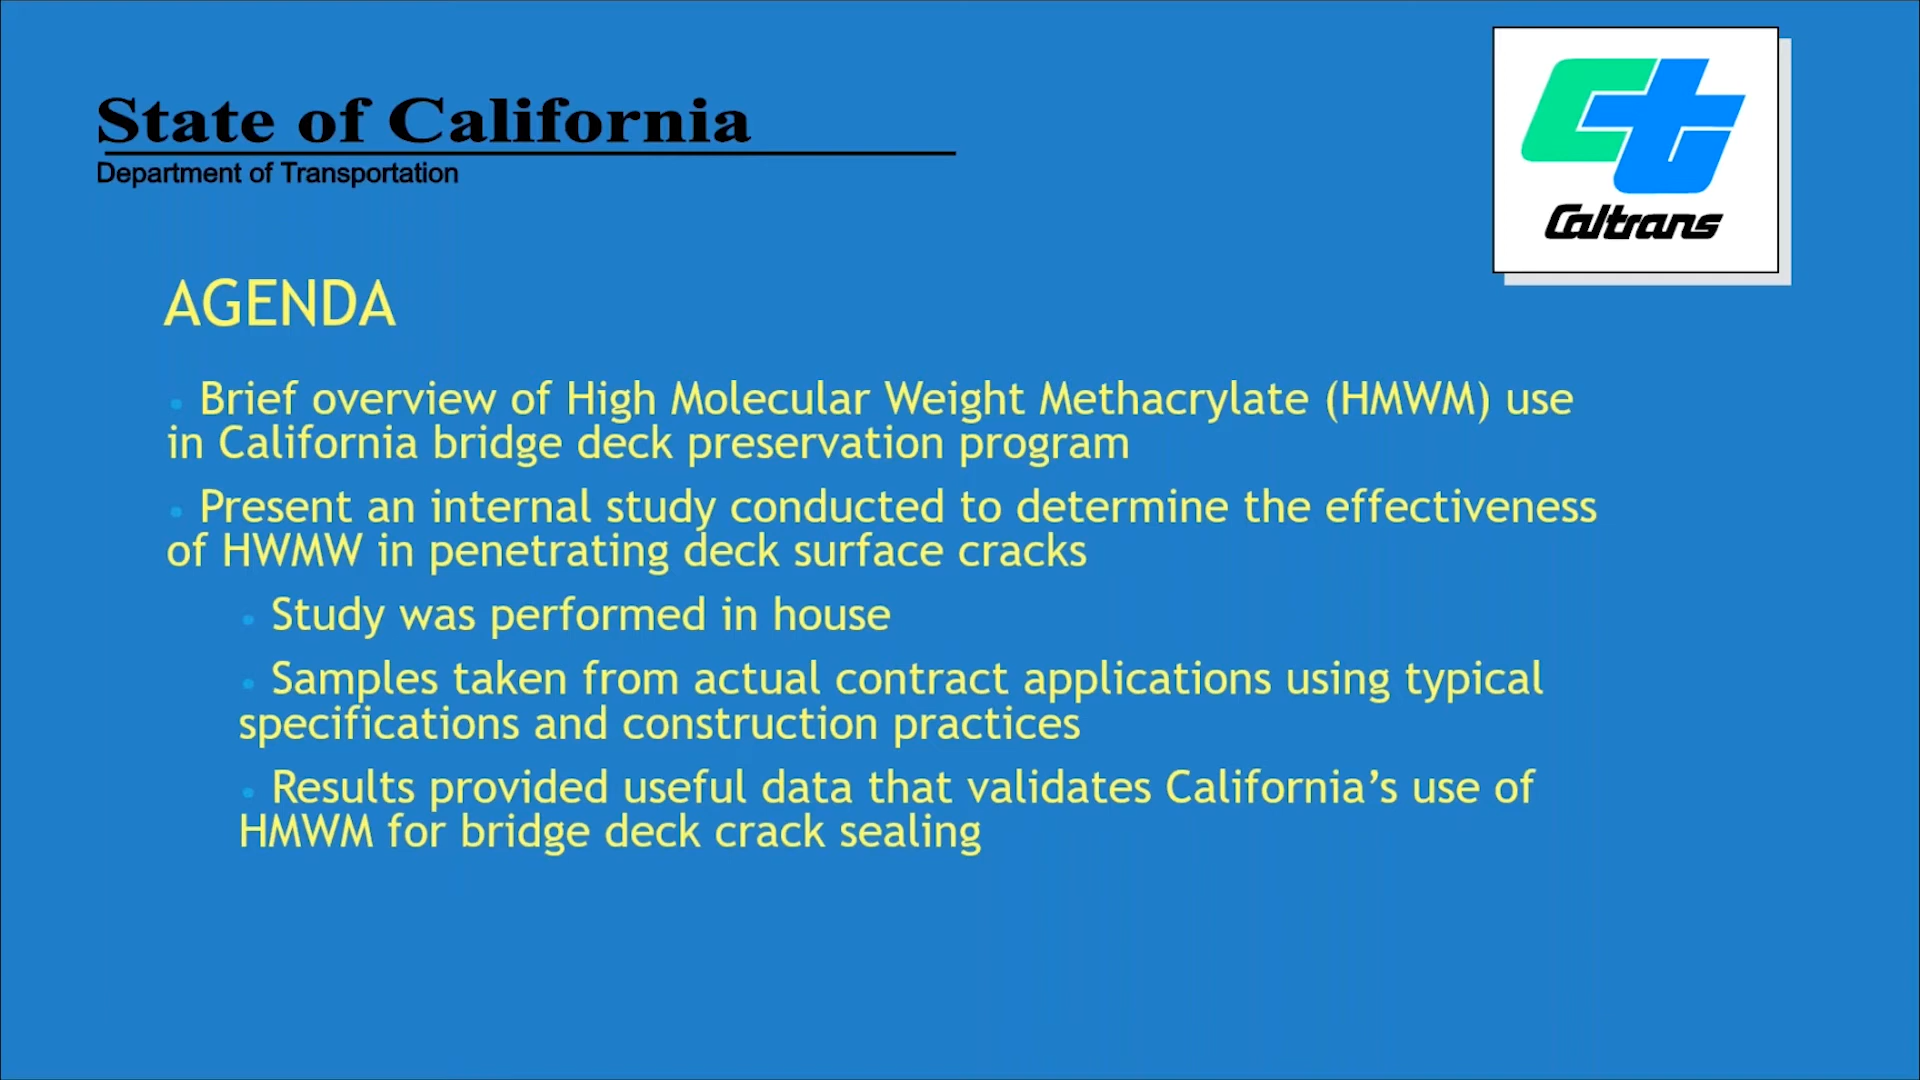 State of California
Department of Transportation
Caltrans
AGENDA
• Brief overview of High Molecular Weight Methacrylate (HMWM) use
in California bridge deck preservation program
• Present an internal study conducted to determine the effectiveness
of HWMW in penetrating deck surface cracks
• Study was performed in house
• Samples taken from actual contract applications using typical
specifications and construction practices
• Results provided useful data that validates California’s use of
HMWM for bridge deck crack sealing